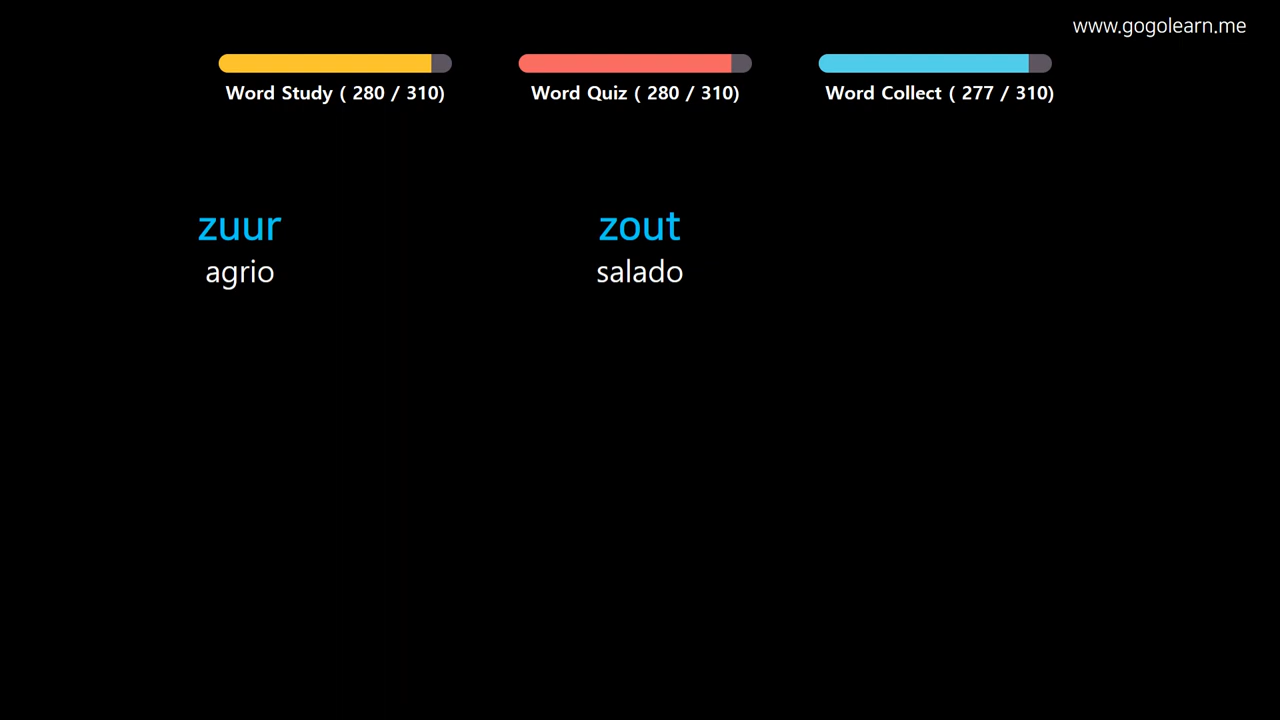 www.gogolearn.me
Word Study ( 280 / 310)
Word Quiz ( 280 / 310)
Word Collect ( 277 / 310)
zuur
agrio
zout
salado